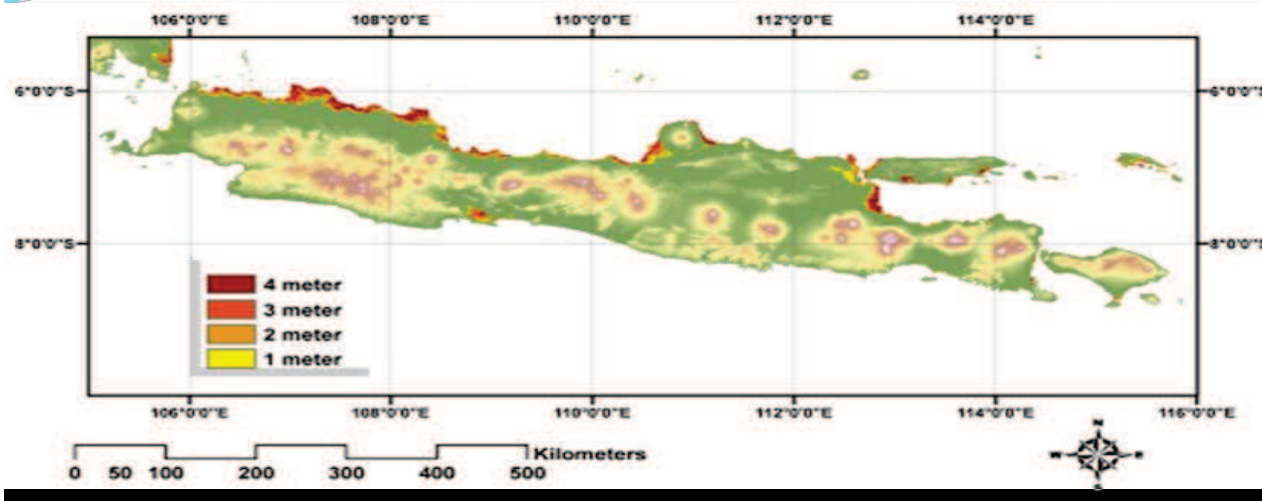 106°0'0"E 108°0'0"E 110°0'0"E 112°0'0"E 114°0'0"E
6°0'0"S 6°0'0"S
8°0'0"S 8°0'0"S
4 meter
3 meter
2 meter
1 meter
106°0'0"E 108°0'0"E 110°0'0"E 112°0'0"E 114°0'0"E 116°0'0"E
Kilometers
0 50 100 200 300 400 500
N
W E
S